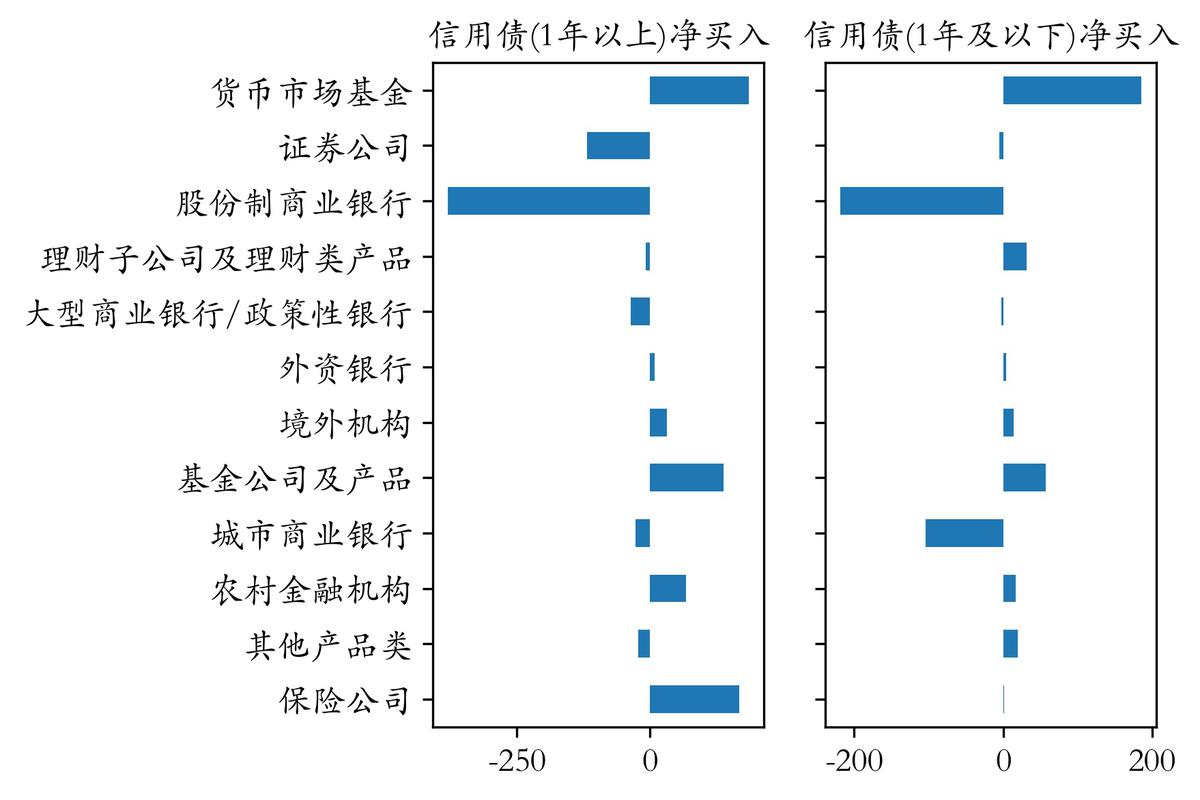 信用债(1年以上)净买入
信用债(1年及以下)净买入
货币市场基金
证券公司
股份制商业银行
理财子公司及理财类产品
大型商业银行/政策性银行
外资银行
境外机构
基金公司及产品
城市商业银行
农村金融机构
其他产品类
保险公司
-250 0
-200 0 200